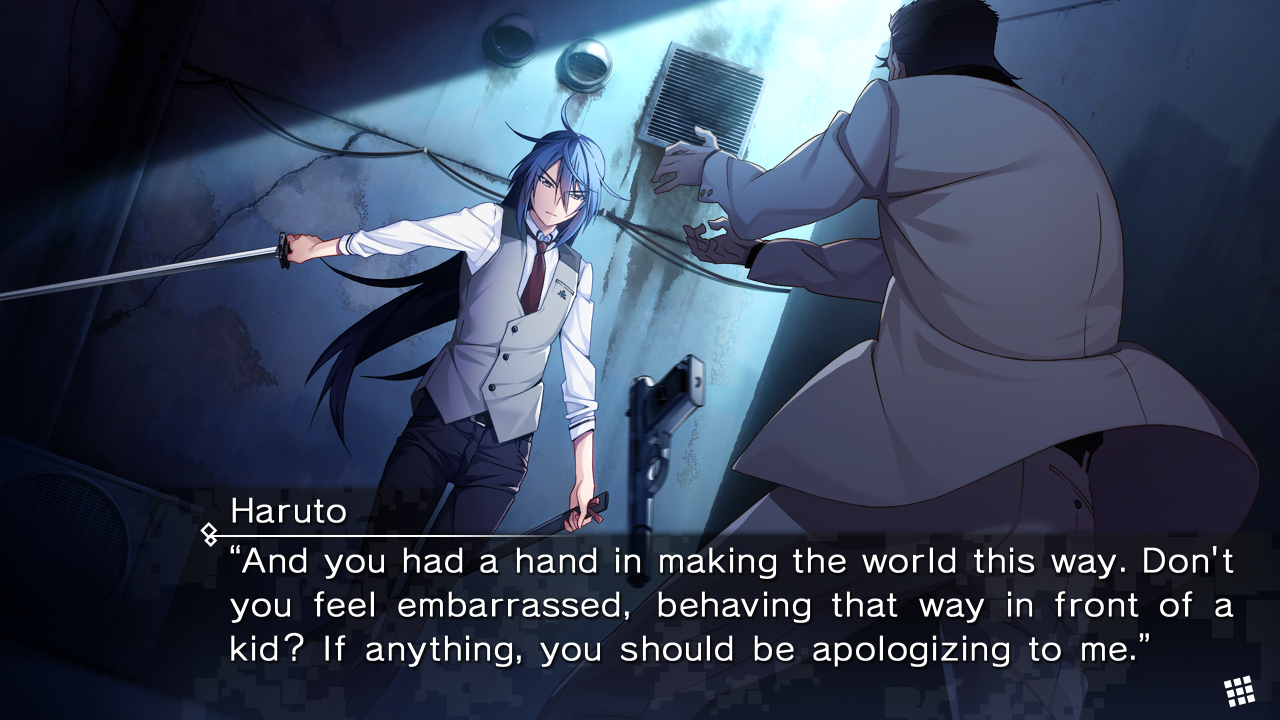 Haruto
“And you had a hand in making the world this way. Don't
you feel embarrassed, behaving that way in front of a
kid? If anything, you should be apologizing to me.”